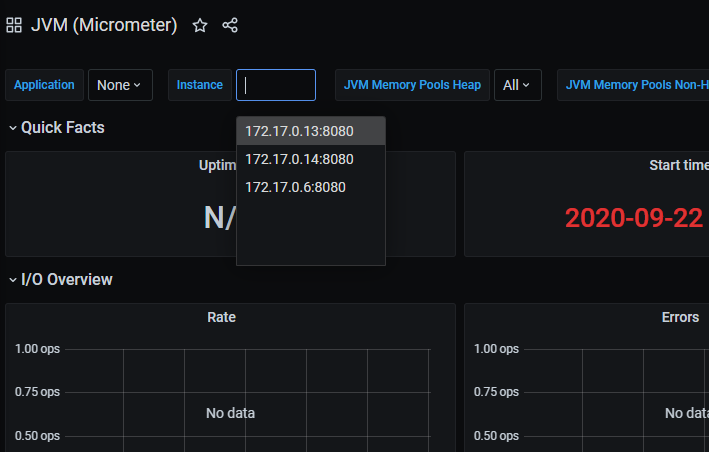 JVM (Micrometer)
Application None Instance JVM Memory Pools Heap All JVM Memory Pools Non-H
172.17.0.13:8080
172.17.0.14:8080
172.17.0.6:8080
Quick Facts
Uptim
N/
Start time
2020-09-22
I/O Overview
Rate
1.00 ops
0.75 ops
0.50 ops
No data
Errors
1.00 ops
0.75 ops
0.50 ops
No data